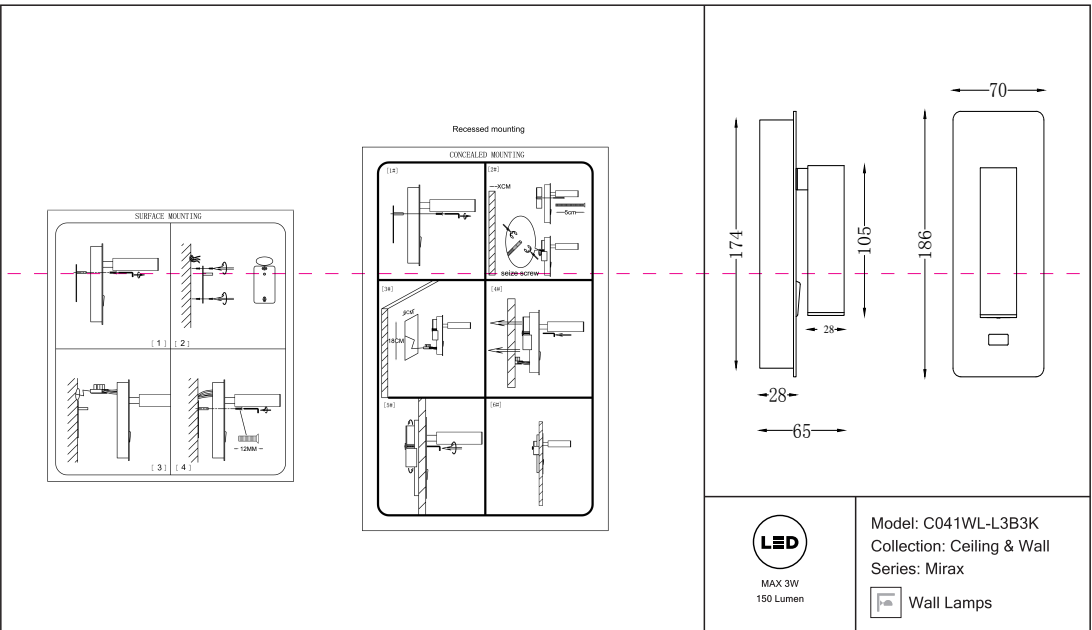 Recessed mounting
SURFACE MOUNTING
[ 1 ] [ 2 ]
[ 3 ] [ 4 ]
12MM
CONCEALED MOUNTING
[1#] [2#]
XCM
5cm
seize screw
[3#] [4#]
8CM
18CM
[5#] [6#]
70
174
105
186
28
28
65
LED
MAX 3W
150 Lumen
Model: C041WL-L3B3K
Collection: Ceiling & Wall
Series: Mirax
Wall Lamps